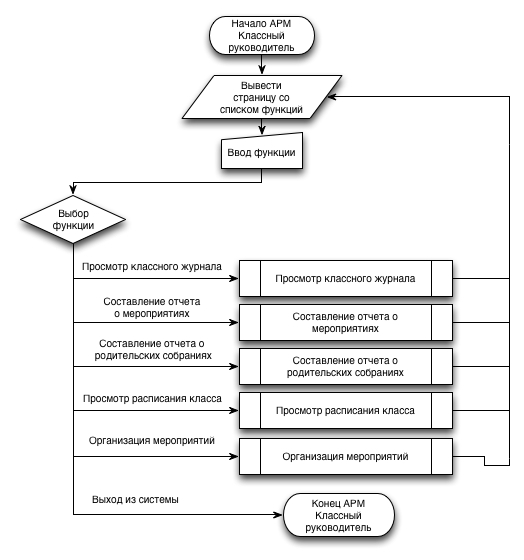 Начало АРМ
Классный
руководитель
Вывести
страницу со
списком функций
Ввод функции
Выбор
функции
Просмотр классного журнала
Просмотр классного журнала
Составление отчета
о мероприятиях
Составление отчета о
мероприятиях
Составление отчета о
родительских собраниях
Составление отчета о
родительских собраниях
Просмотр расписания класса
Просмотр расписания класса
Организация мероприятий
Организация мероприятий
Выход из системы
Конец АРМ
Классный
руководитель